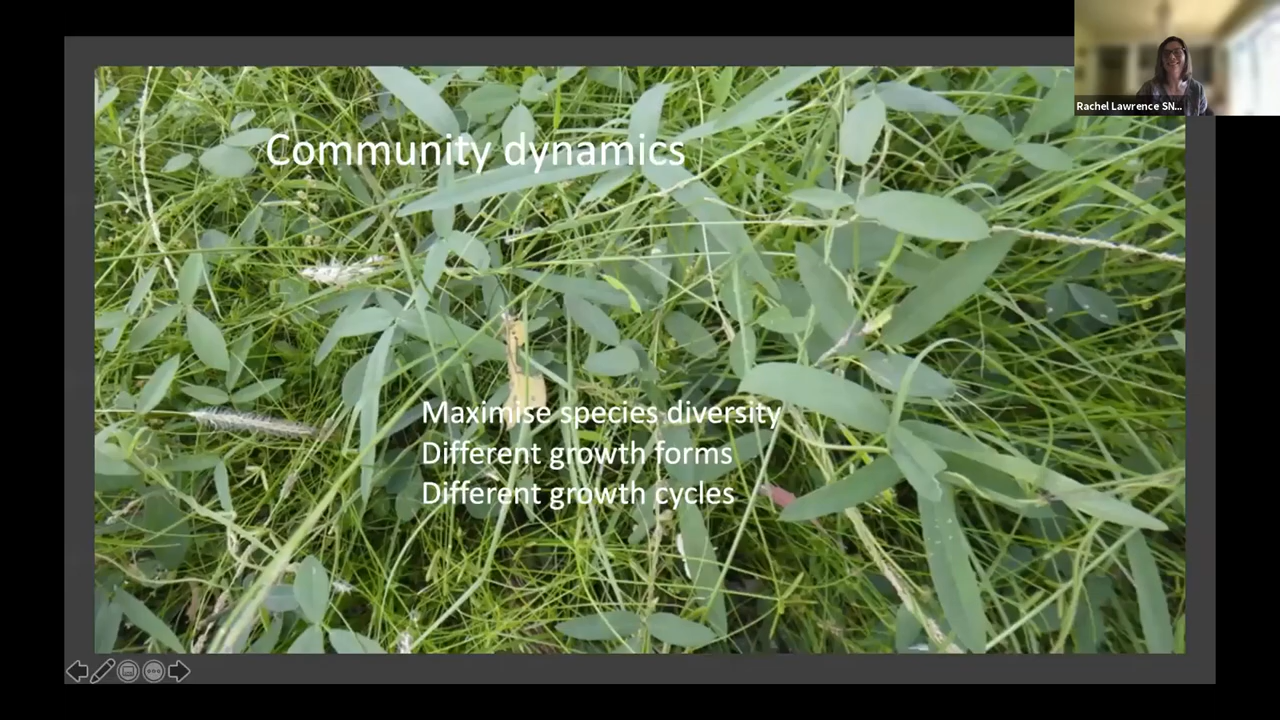 Community dynamics
Maximise species diversity
Different growth forms
Different growth cycles
Rachel Lawrence SN...